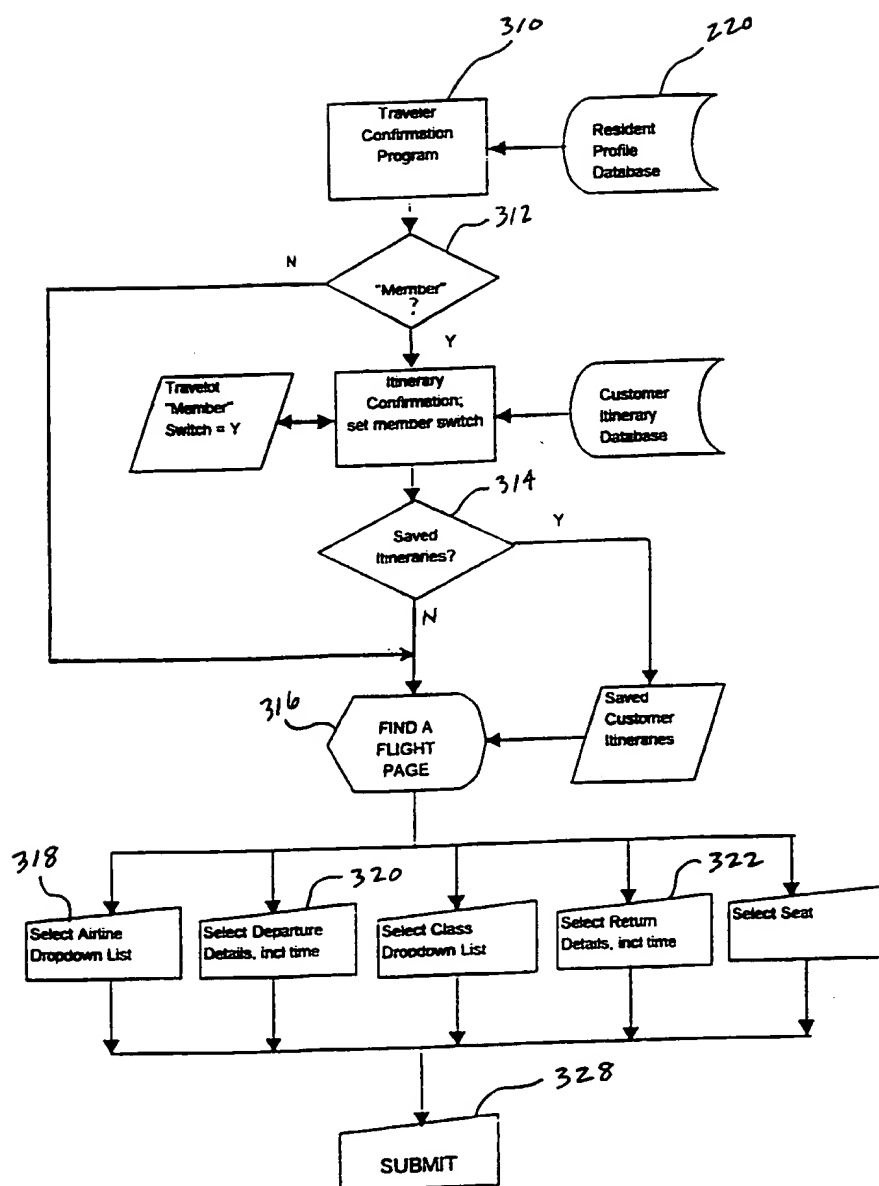 310
220
Traveler
Confirmation
Program
Resident
Profile
Database
312
N
"Member"
?
Y
Travelot
"Member"
Switch = Y
Itinerary
Confirmation;
set member switch
Customer
Itinerary
Database
314
Saved
Itineraries?
Y
N
316
FIND A
FLIGHT
PAGE
Saved
Customer
Itineraries
318
320
322
Select Airline
Dropdown List
Select Departure
Details, incl time
Select Class
Dropdown List
Select Return
Details, incl time
Select Seat
328
SUBMIT